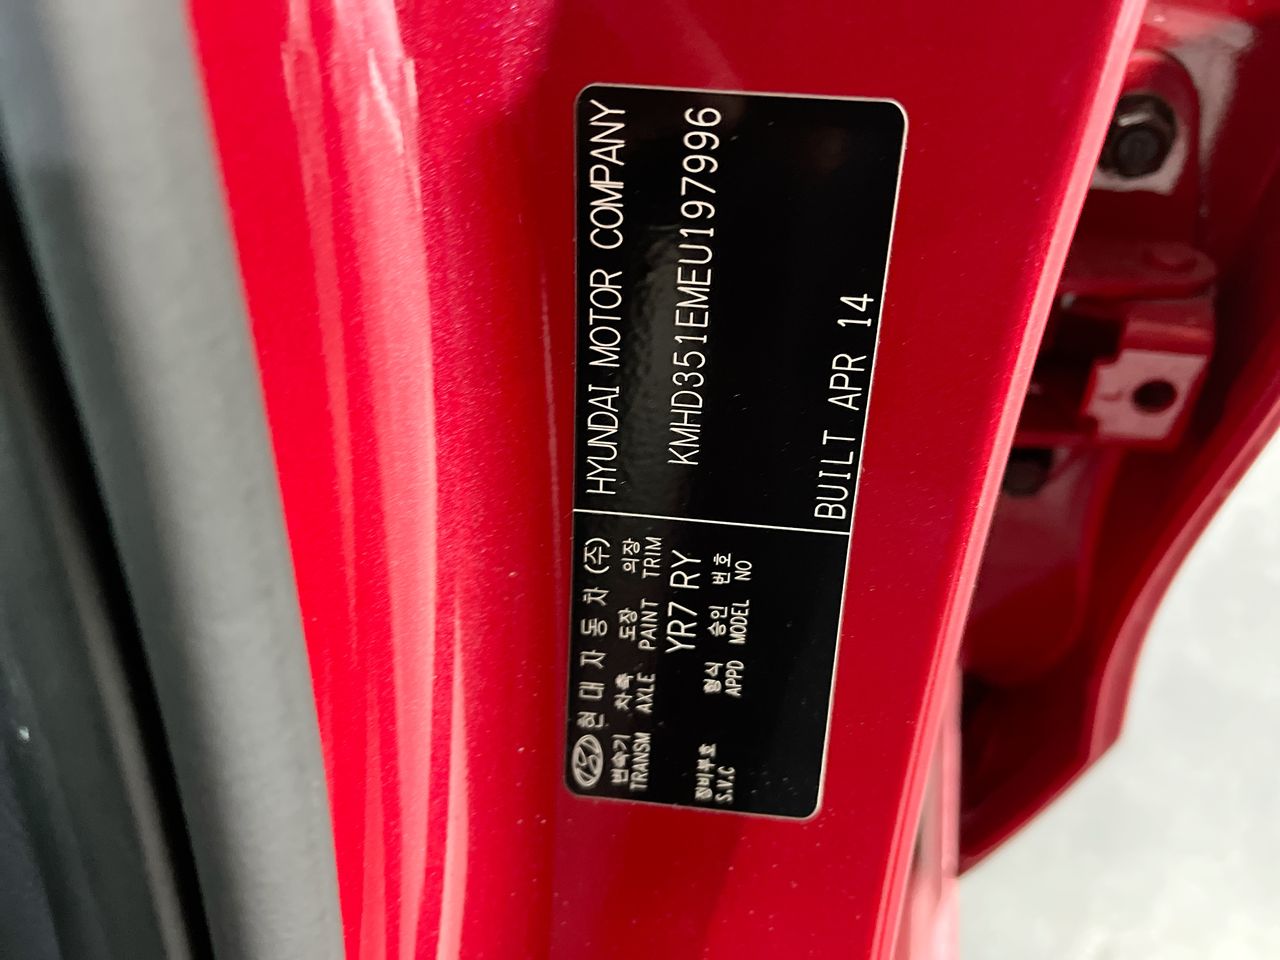 현대자동차(주)
변속기 차축 도장 의장
TRANSM AXLE PAINT TRIM
YR7 RY
장비부호 형식 승인 번호
S.V.C APPD MODEL NO
HYUNDAI MOTOR COMPANY
KMHD351EMEU197996
BUILT APR 14